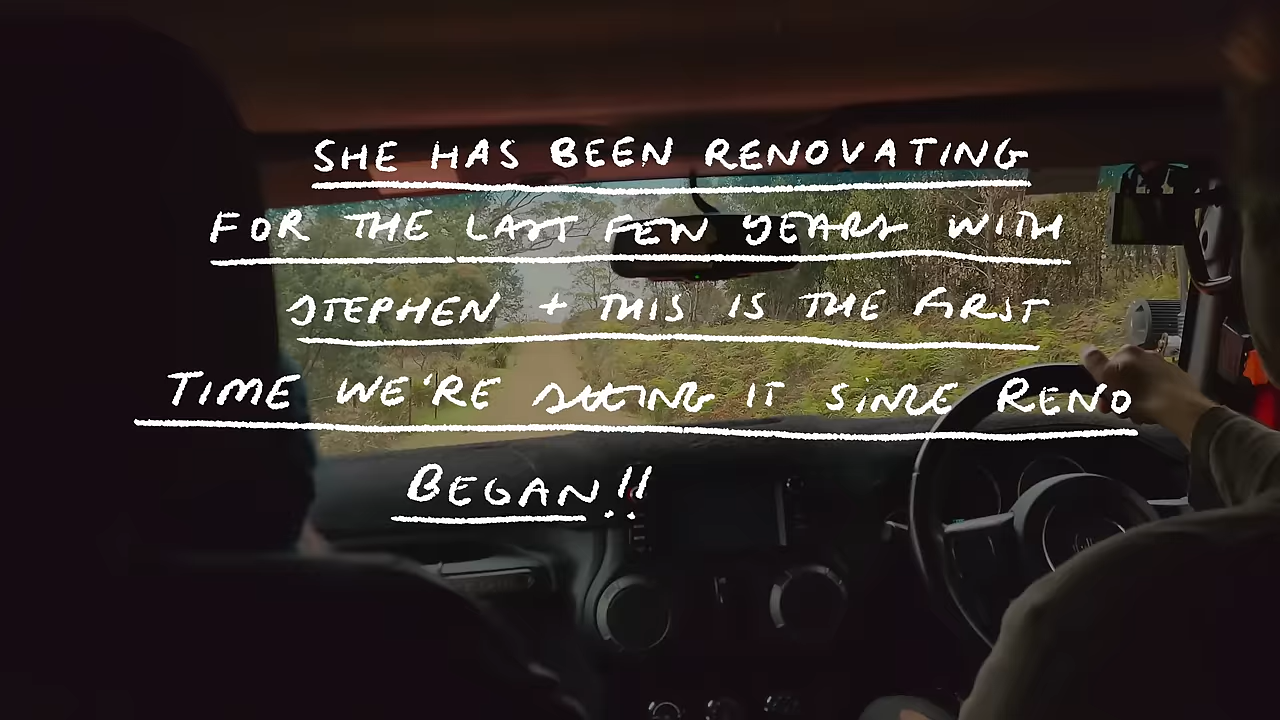 SHE HAS BEEN RENOVATING
FOR THE LAST FEW YEARS WITH
STEPHEN + THIS IS THE FIRST
TIME WE'RE SEEING IT SINCE RENO
BEGAN!!